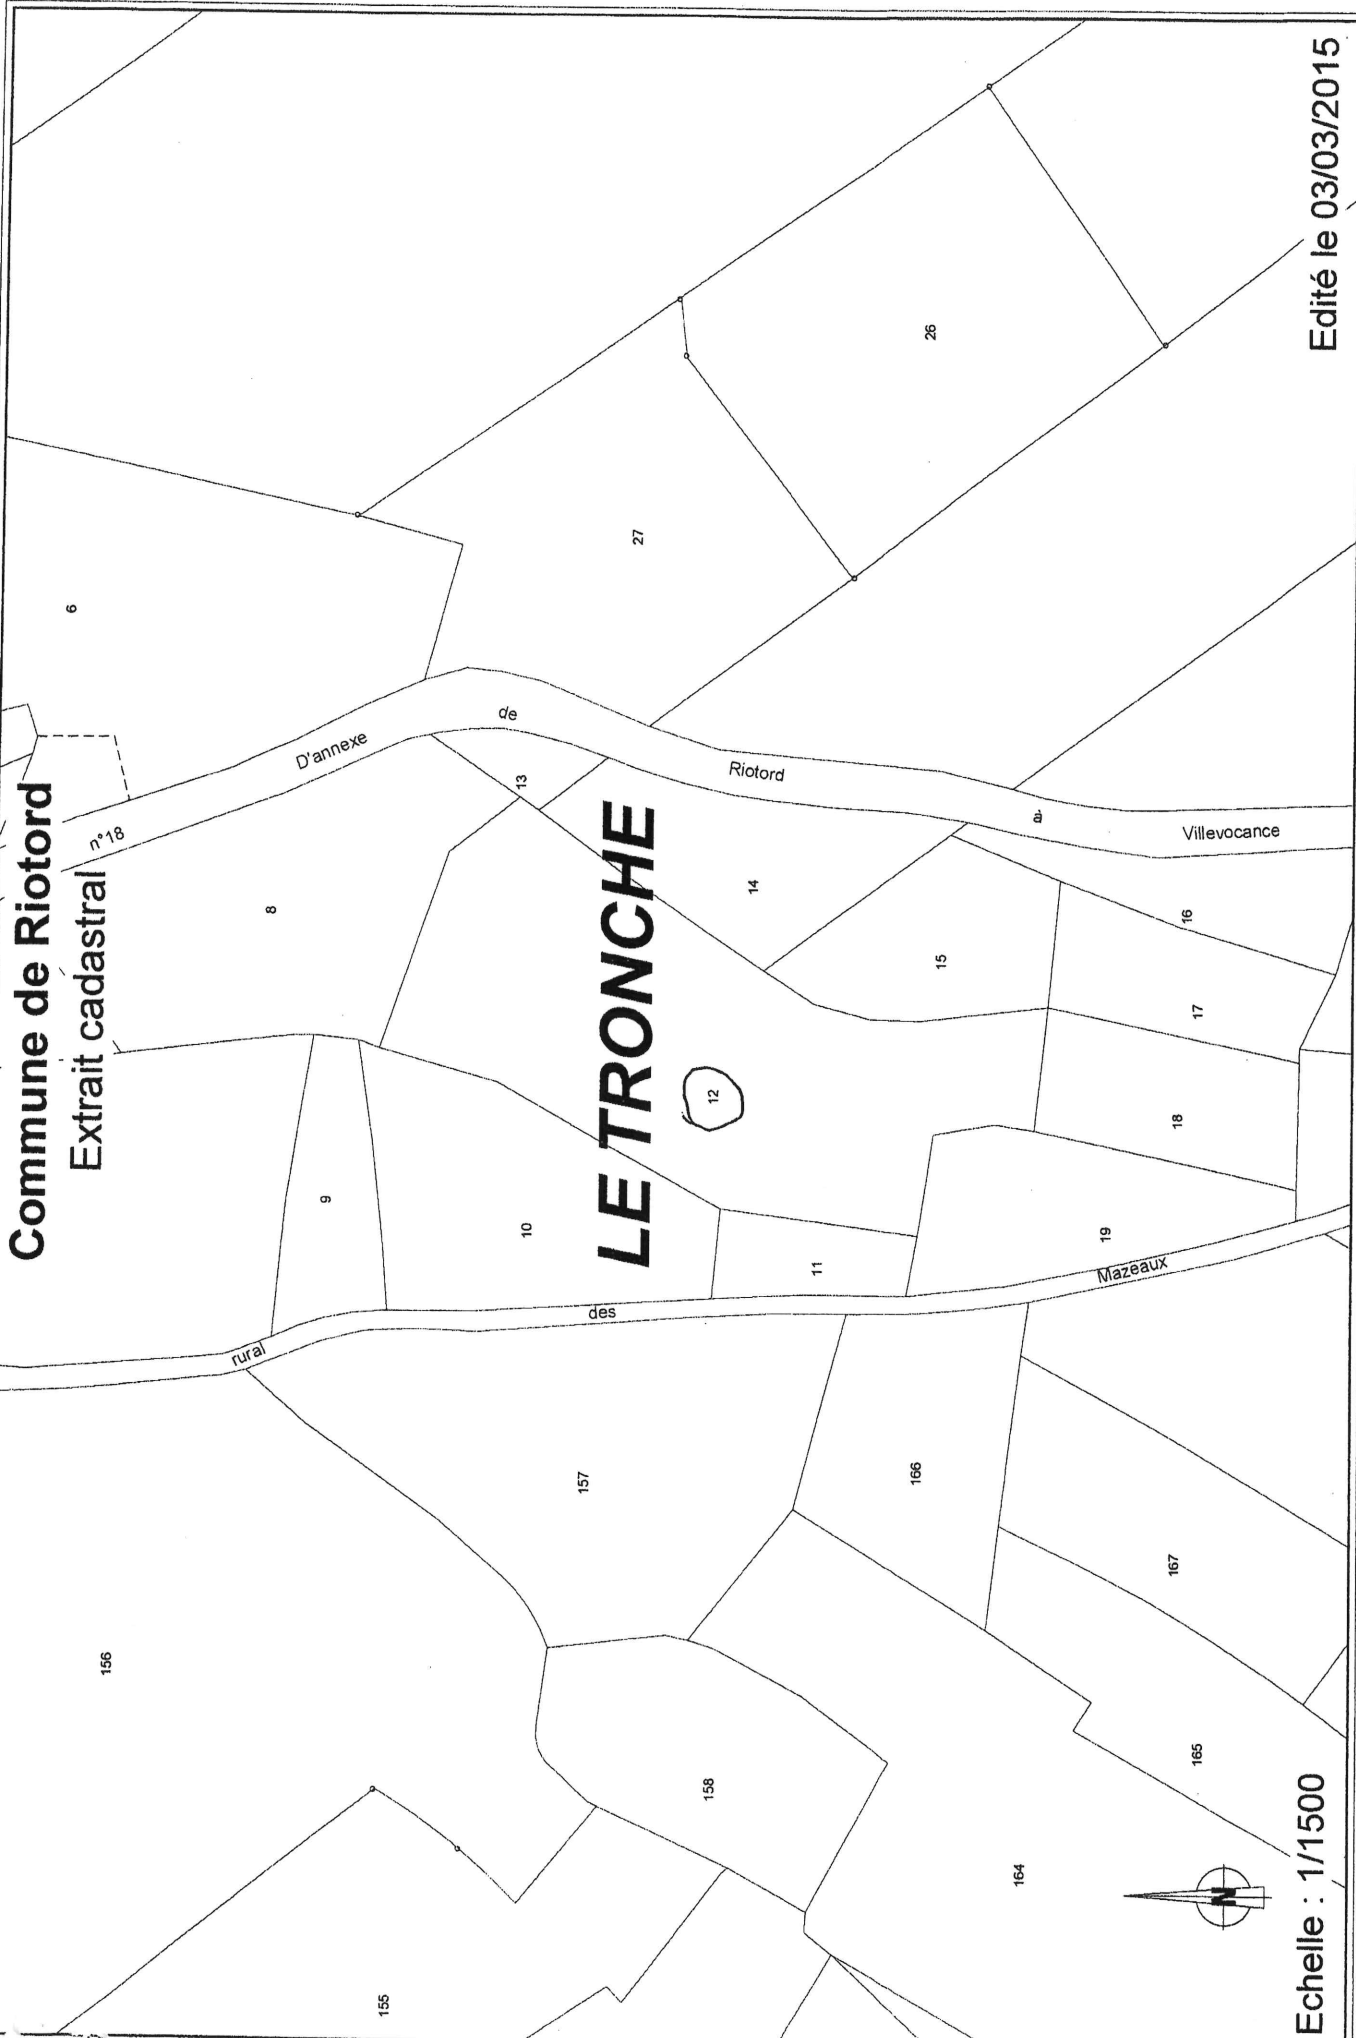 Commune de Riotord
Extrait cadastral
n°18
D'annexe
de
Riotord
à
Villevocance
6
8
9
10
11
12
13
14
15
16
17
18
19
26
27
LE TRONCHE
rural
des
Mazeaux
155
156
157
158
164
165
166
167
N
Echelle : 1/1500
Edité le 03/03/2015